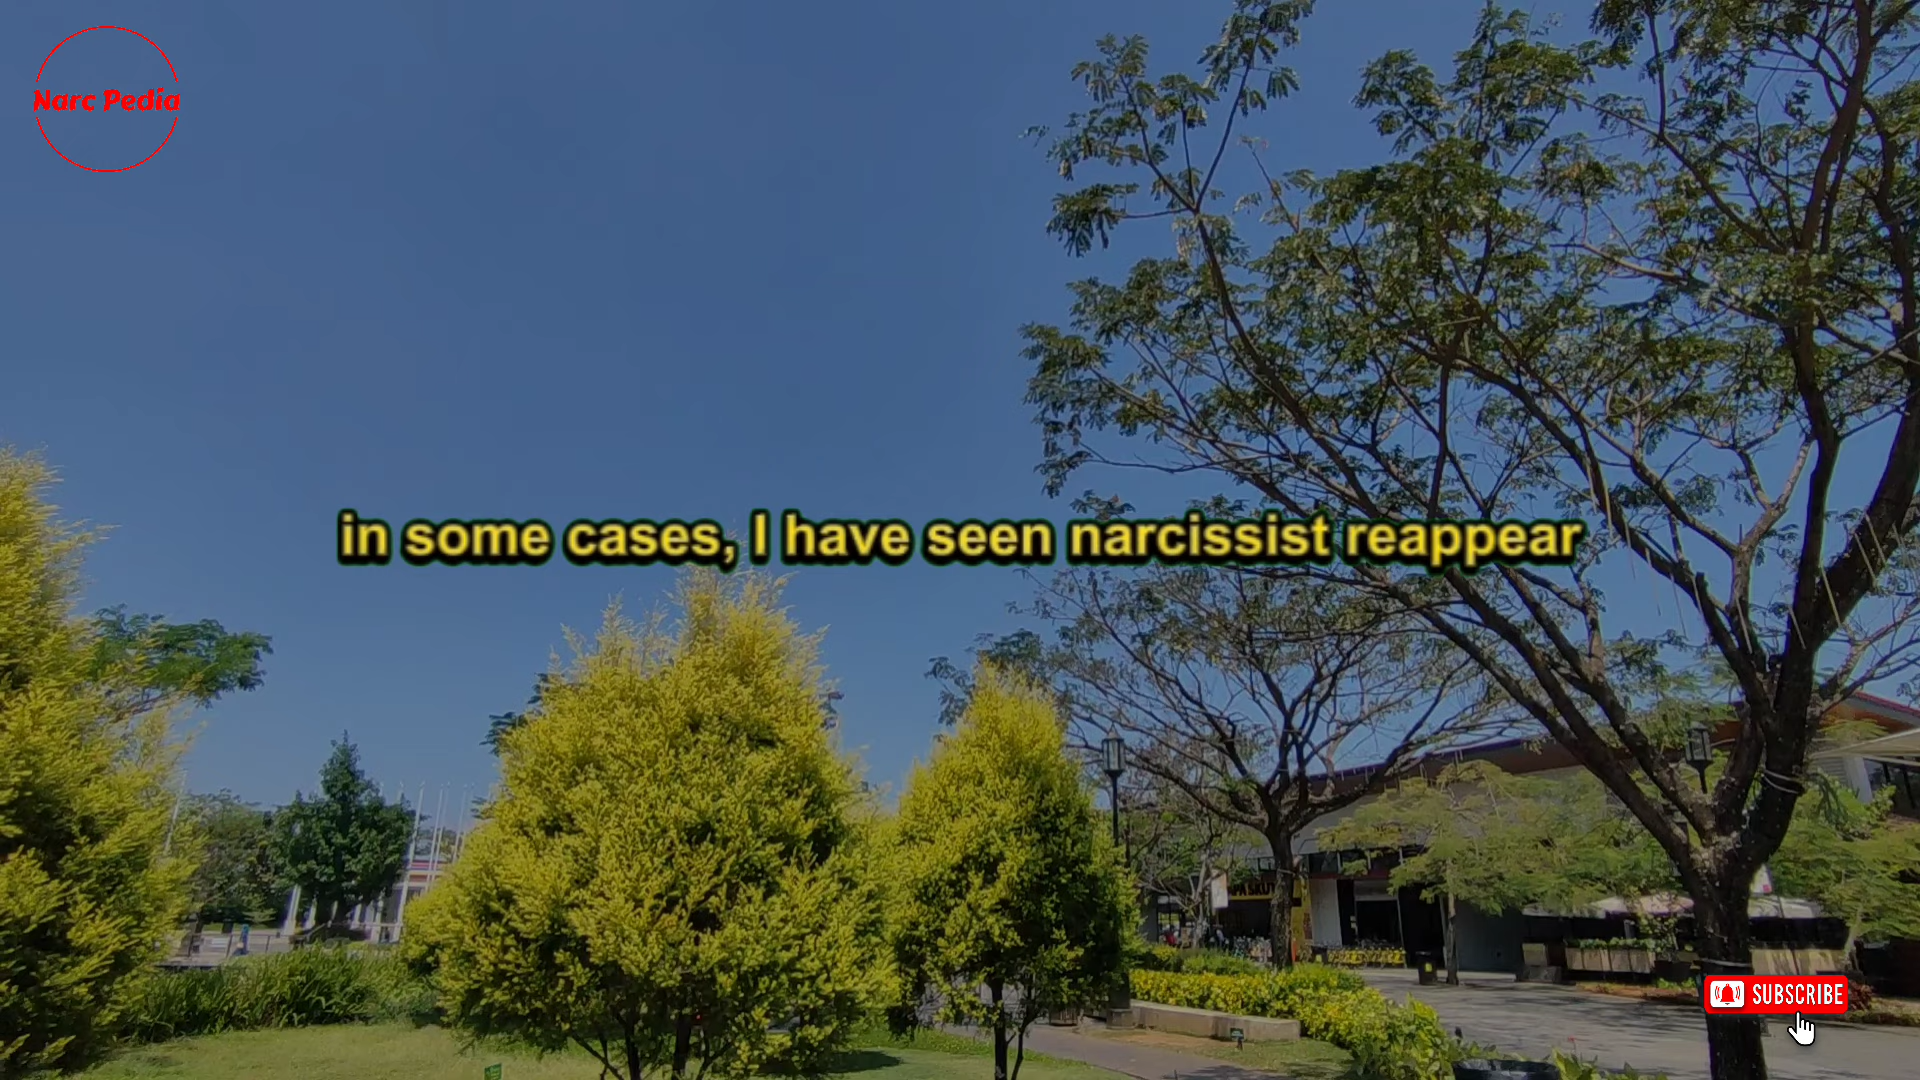 Narc Pedia
in some cases, I have seen narcissist reappear
SUBSCRIBE